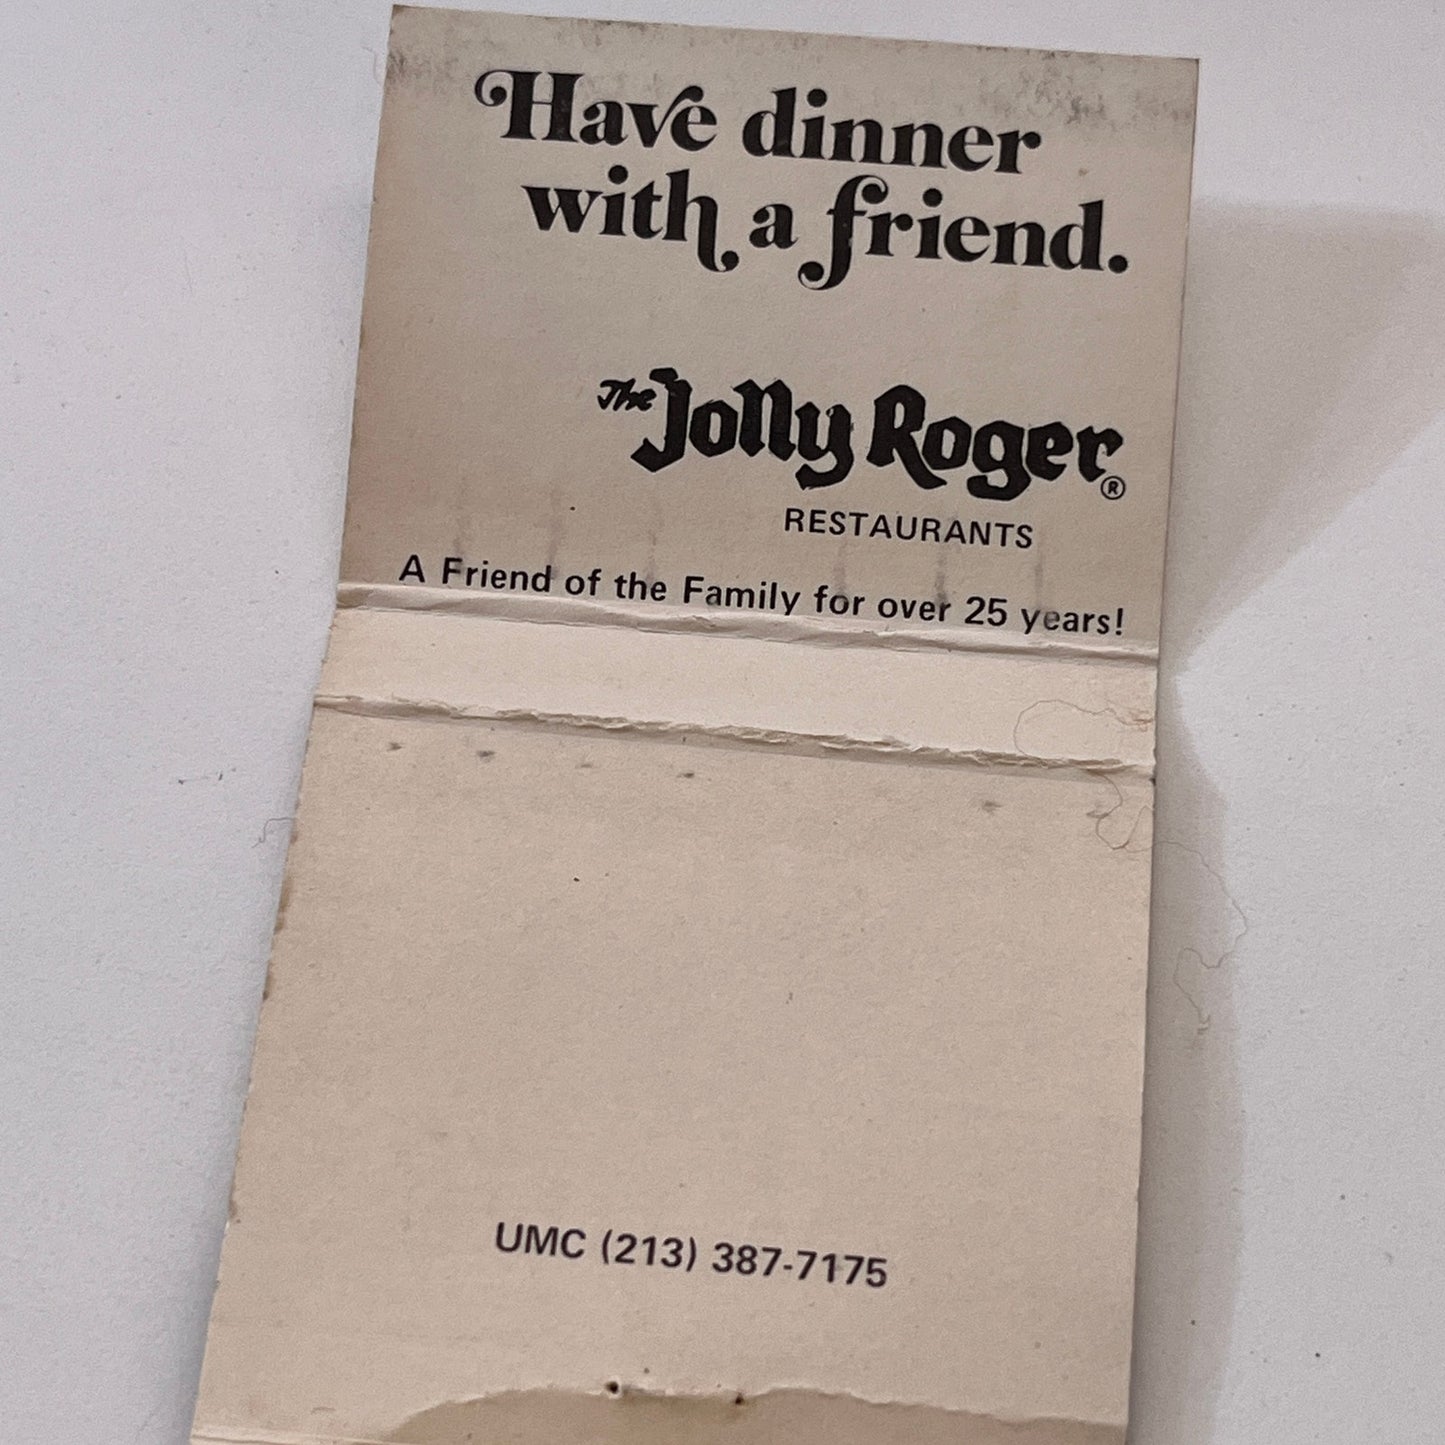 Have dinner
with a friend.
The Jolly Roger®
RESTAURANTS
A Friend of the Family for over 25 years!
UMC (213) 387-7175